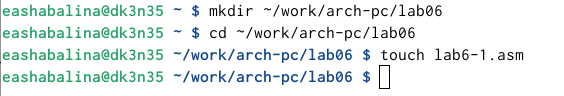 eashabalina@dk3n35 ~ $ mkdir ~/work/arch-pc/lab06
eashabalina@dk3n35 ~ $ cd ~/work/arch-pc/lab06
eashabalina@dk3n35 ~/work/arch-pc/lab06 $ touch lab6-1.asm
eashabalina@dk3n35 ~/work/arch-pc/lab06 $